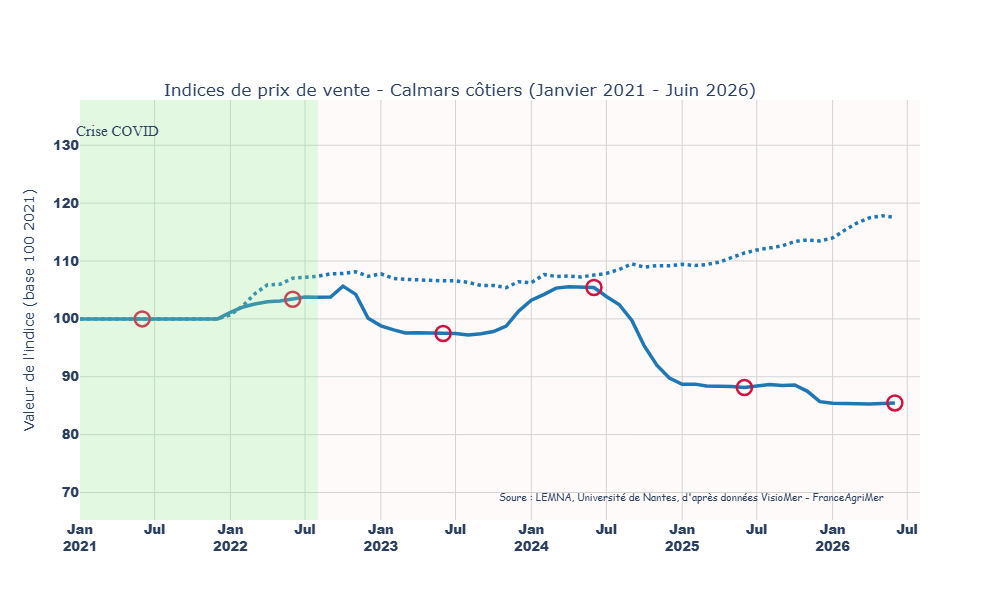 Indices de prix de vente - Calmars côtiers (Janvier 2021 - Juin 2026)
Crise COVID
Valeur de l'indice (base 100 2021)
130
120
110
100
90
80
70
Soure : LEMNA, Université de Nantes, d'après données VisioMer - FranceAgriMer
Jan Jul Jan Jul Jan Jul Jan Jul Jan Jul Jan Jul
2021 2022 2023 2024 2025 2026